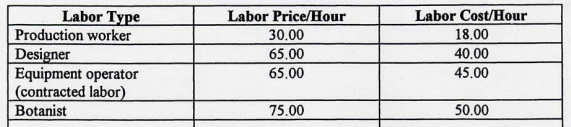 Labor Type Labor Price/Hour Labor Cost/Hour
Production worker 30.00 18.00
Designer 65.00 40.00
Equipment operator 65.00 45.00
(contracted labor)
Botanist 75.00 50.00